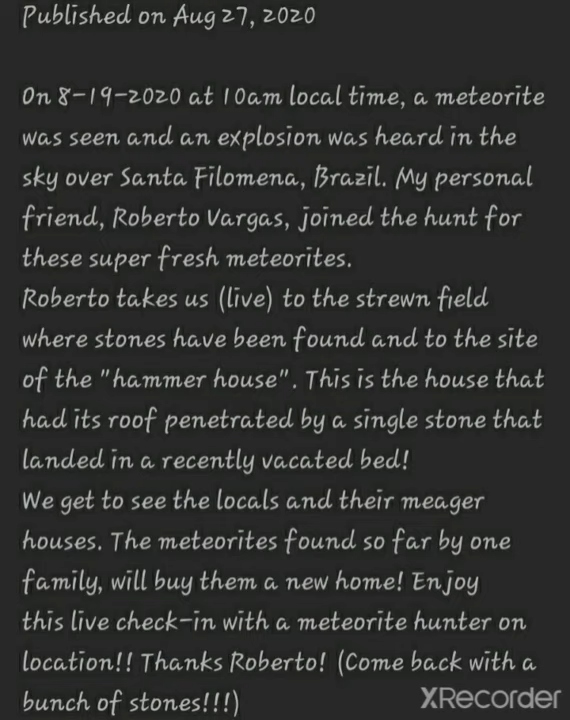 Published on Aug 27, 2020
On 8-19-2020 at 10am local time, a meteorite
was seen and an explosion was heard in the
sky over Santa Filomena, Brazil. My personal
friend, Roberto Vargas, joined the hunt for
these super fresh meteorites.
Roberto takes us (live) to the strewn field
where stones have been found and to the site
of the "hammer house". This is the house that
had its roof penetrated by a single stone that
landed in a recently vacated bed!
We get to see the locals and their meager
houses. The meteorites found so far by one
family, will buy them a new home! Enjoy
this live check-in with a meteorite hunter on
location!! Thanks Roberto! (Come back with a
bunch of stones!!!)
XRecorder